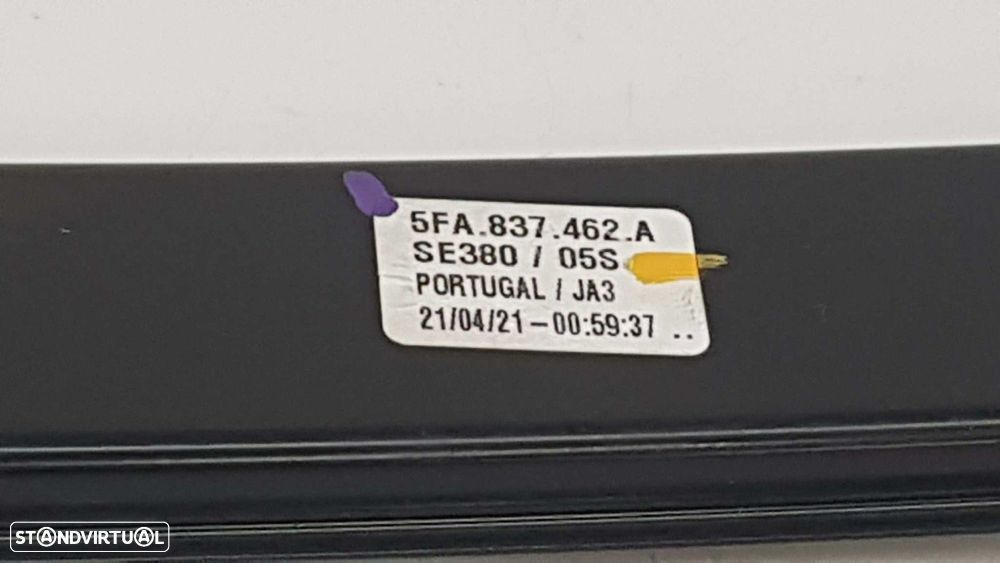 5FA.837.462.A
SE380 / 05S
PORTUGAL / JA3
21/04/21-00:59:37 ..
STANDVIRTUAL